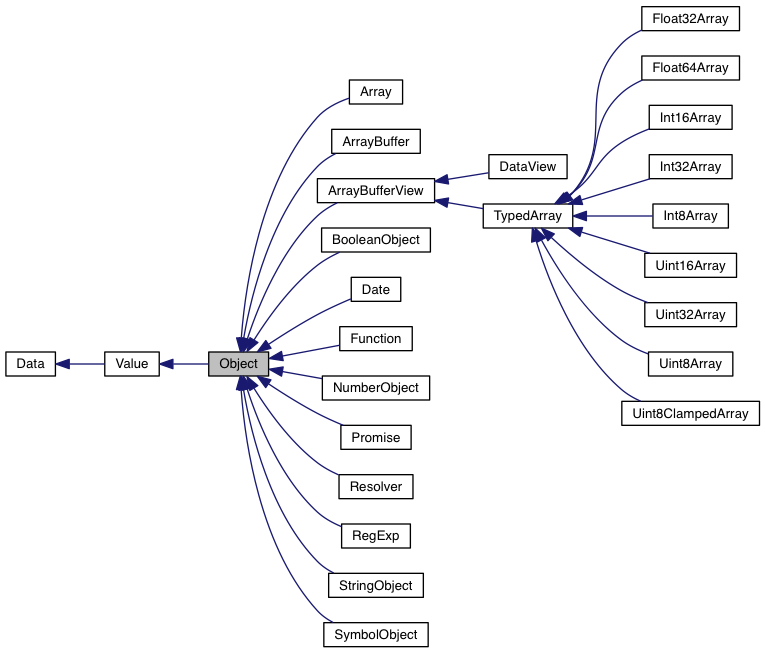 Float32Array
Float64Array
Array
Int16Array
ArrayBuffer
DataView
Int32Array
ArrayBufferView
TypedArray
Int8Array
BooleanObject
Uint16Array
Date
Uint32Array
Function
Data
Value
Object
Uint8Array
NumberObject
Uint8ClampedArray
Promise
Resolver
RegExp
StringObject
SymbolObject